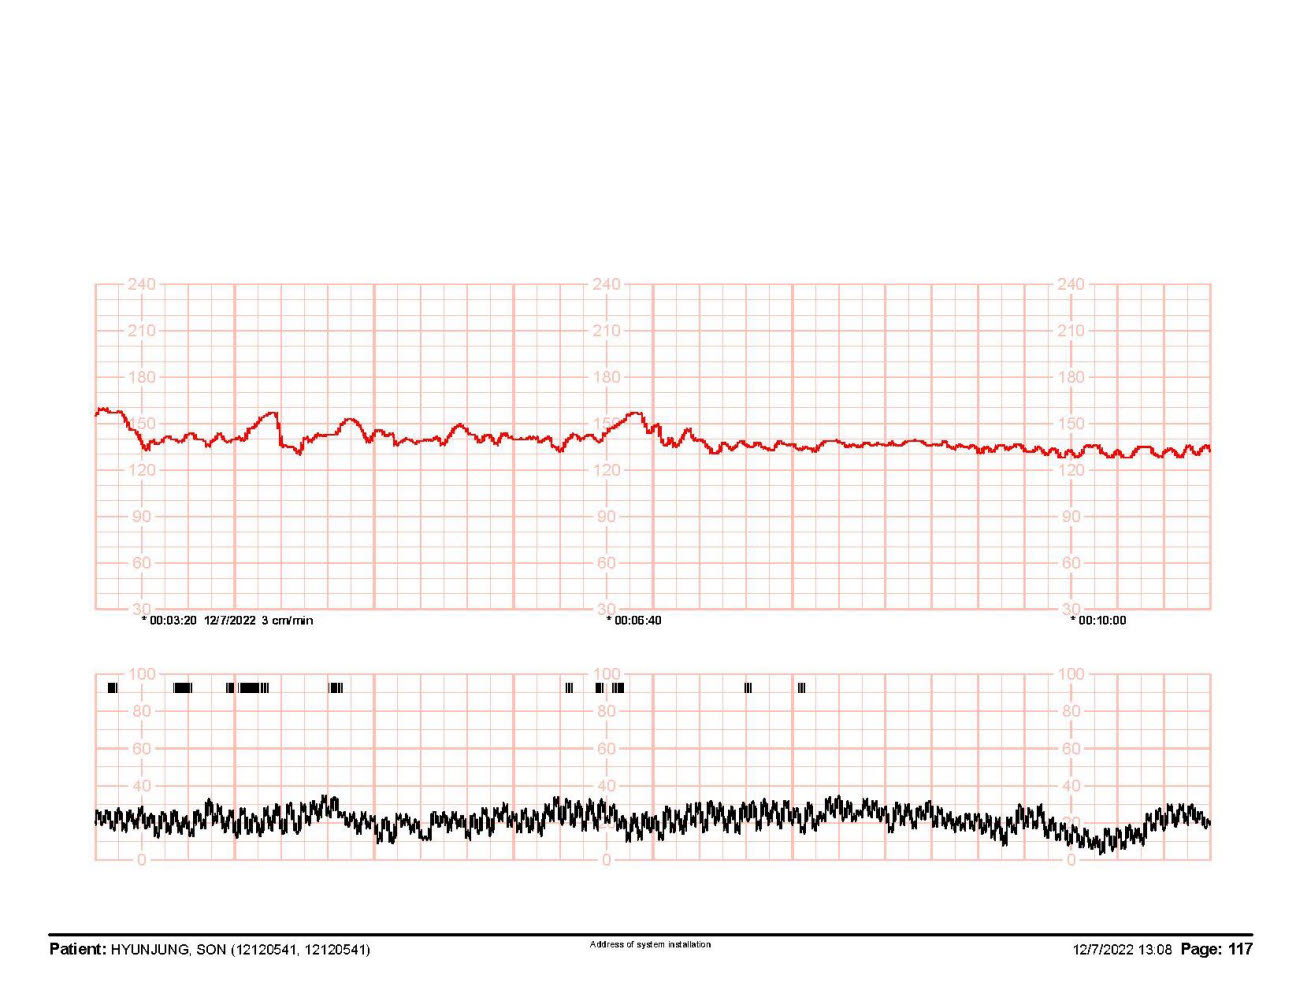 240 240 240
210 210 210
180 180 180
150 150 150
120 120 120
90 90 90
60 60 60
30 30 30
* 00:03:20 12/7/2022 3 cm/min * 00:06:40 * 00:10:00
100 100 100
80 80 80
60 60 60
40 40 40
20 20 20
0 0 0
Patient: HYUNJUNG, SON (12120541, 12120541) Address of system installation 12/7/2022 13:08 Page: 117